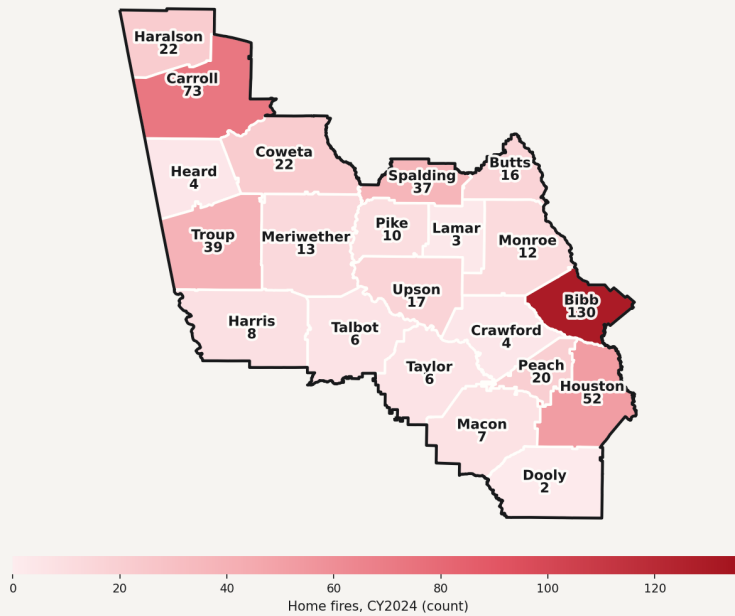 Haralson
22
Carroll
73
Coweta
22
Heard
4
Spalding
37
Butts
16
Troup
39
Meriwether
13
Pike
10
Lamar
3
Monroe
12
Upson
17
Bibb
130
Harris
8
Talbot
6
Crawford
4
Taylor
6
Peach
20
Houston
52
Macon
7
Dooly
2
0 20 40 60 80 100 120
Home fires, CY2024 (count)